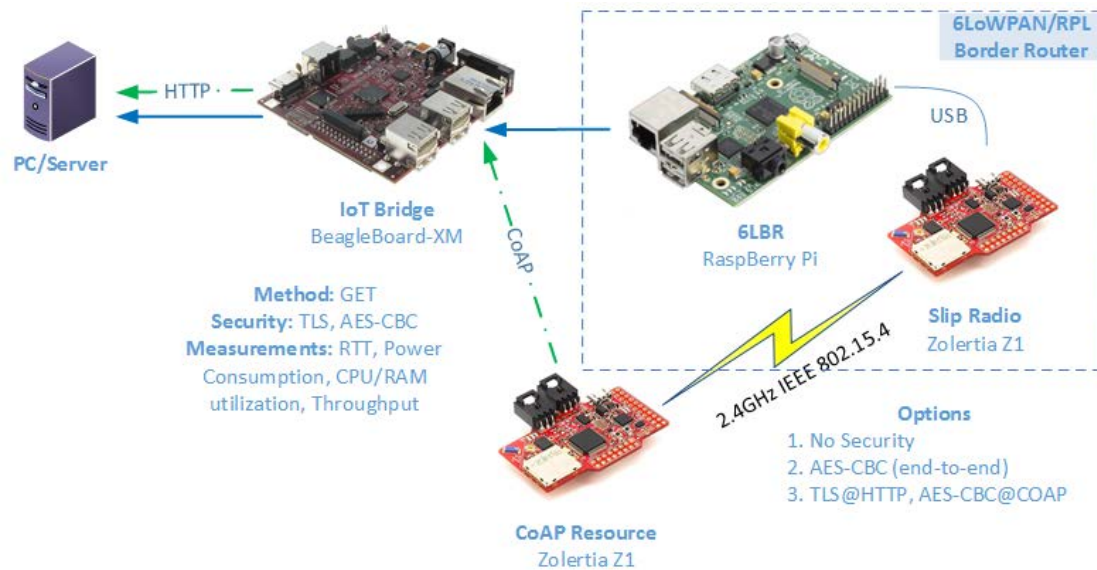 6LoWPAN/RPL
Border Router
HTTP
USB
PC/Server
IoT Bridge
BeagleBoard-XM
CoAP
6LBR
RaspBerry Pi
Method: GET
Security: TLS, AES-CBC
Measurements: RTT, Power
Consumption, CPU/RAM
utilization, Throughput
Slip Radio
Zolertia Z1
2.4GHz IEEE 802.15.4
Options
1. No Security
2. AES-CBC (end-to-end)
3. TLS@HTTP, AES-CBC@COAP
CoAP Resource
Zolertia Z1